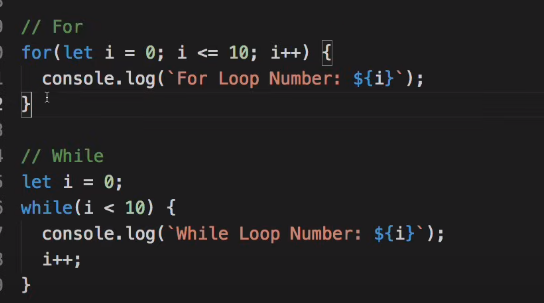 // For
for(let i = 0; i <= 10; i++) {
  console.log(`For Loop Number: ${i}`);
}
// While
let i = 0;
while(i < 10) {
  console.log(`While Loop Number: ${i}`);
  i++;
}